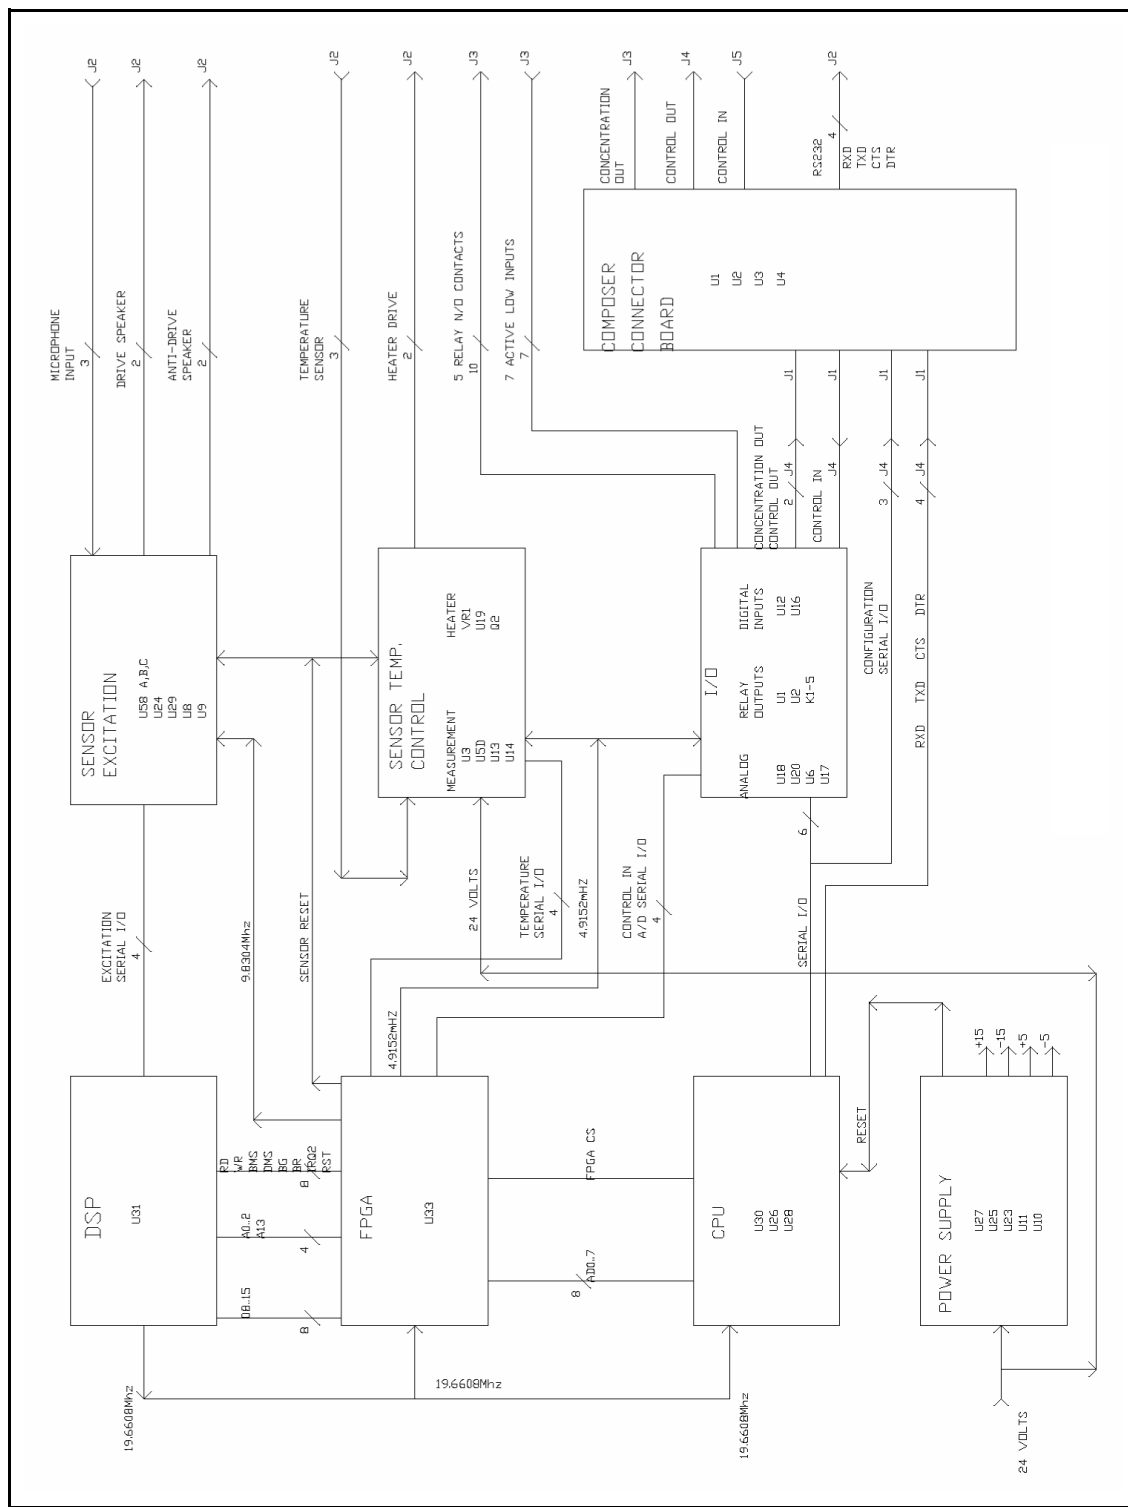 MICROPHONE
INPUT
3
J2
DRIVE SPEAKER
2
J2
ANTI-DRIVE
SPEAKER
2
J2
TEMPERATURE
SENSOR
3
J2
HEATER DRIVE
2
J2
5 RELAY N/O CONTACTS
10
J3
7 ACTIVE LOW INPUTS
7
J3
CONCENTRATION
OUT
J3
CONTROL OUT
J4
CONTROL IN
J5
RS232
4
J2
RXD
TXD
CTS
DTR
COMPOSER
CONNECTOR
BOARD
U1
U2
U3
U4
J1
J1
J1
J1
SENSOR
EXCITATION
U58 A,B,C
U24
U29
U8
U9
SENSOR TEMP.
CONTROL
MEASUREMENT
U3
U5D
U13
U14
HEATER
VR1
U19
Q2
I/O
ANALOG
U18
U20
U6
U17
RELAY
OUTPUTS
U1
U2
K1-5
DIGITAL
INPUTS
U12
U16
CONCENTRATION OUT
CONTROL OUT
2
J4
CONTROL IN
J4
CONFIGURATION
SERIAL I/O
3
J4
RXD TXD CTS DTR
4
J4
EXCITATION
SERIAL I/O
4
9.8304Mhz
SENSOR RESET
24 VOLTS
TEMPERATURE
SERIAL I/O
4
4.9152mHZ
CONTROL IN
A/D SERIAL I/O
4
SERIAL I/O
6
4.9152mHZ
DSP
U31
RD
WR
BMS
DMS
BG
BR
IRQ2
RST
8
A0..2
A13
4
D8..15
8
FPGA
U33
FPGA CS
AD0..7
8
CPU
U30
U26
U28
RESET
POWER SUPPLY
U27
U25
U23
U11
U10
+15
-15
+5
-5
19.6608Mhz
19.6608Mhz
19.6608Mhz
24 VOLTS